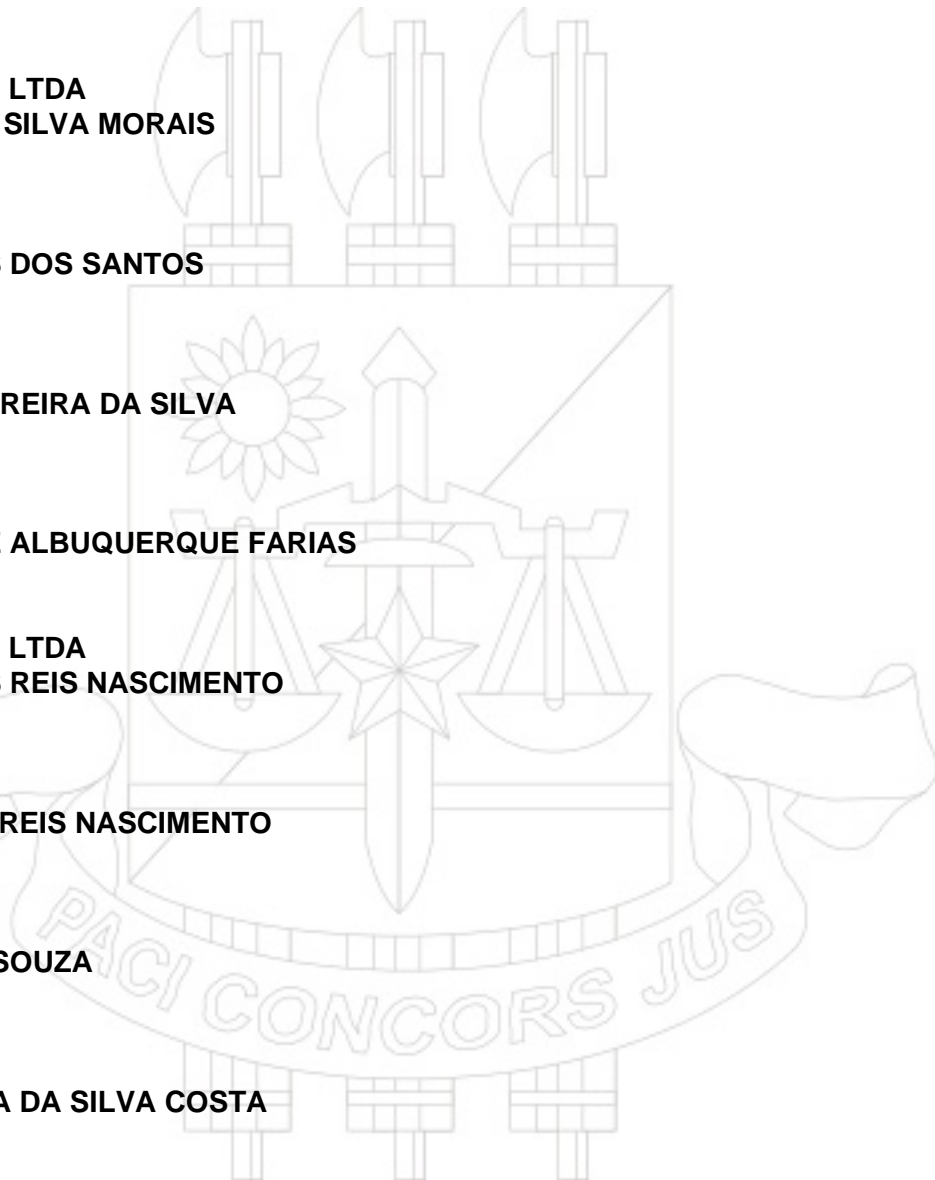 LTDA
SILVA MORAIS
DOS SANTOS
REIRA DA SILVA
ALBUQUERQUE FARIAS
LTDA
REIS NASCIMENTO
REIS NASCIMENTO
SOUZA
A DA SILVA COSTA
PACI CONCORS JUS